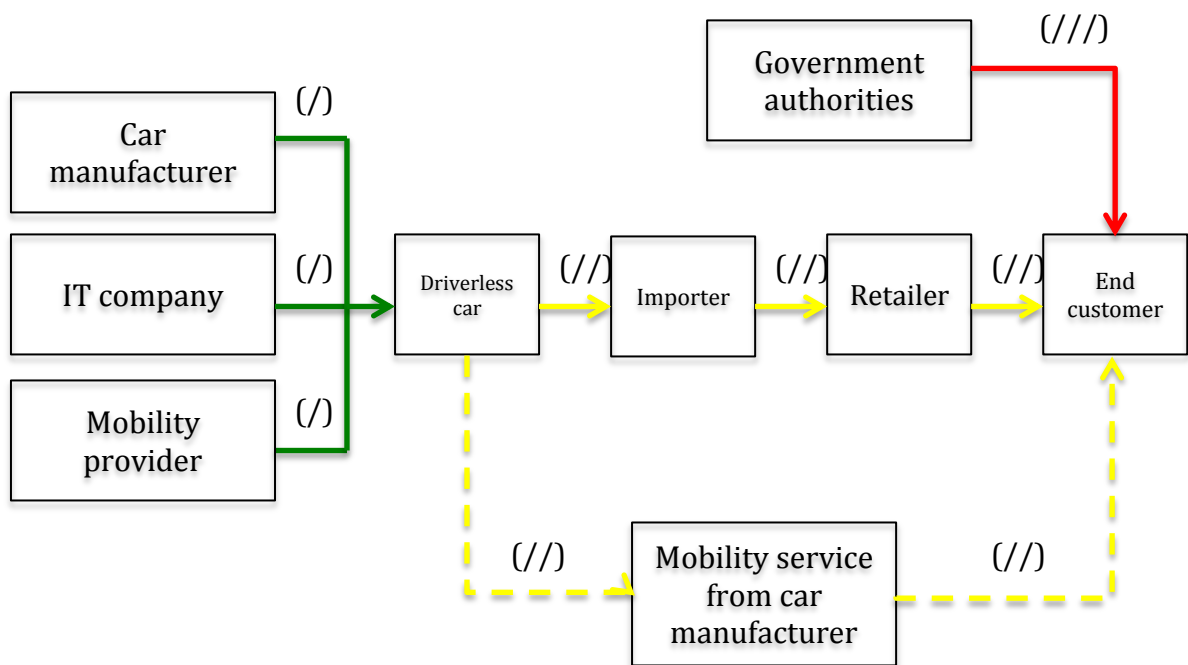 (///)
Government
authorities
(/)
Car
manufacturer
(/)
IT company
(/)
Mobility
provider
Driverless
car
(//)
Importer
(//)
Retailer
(//)
End
customer
(//)
Mobility service
from car
manufacturer
(//)